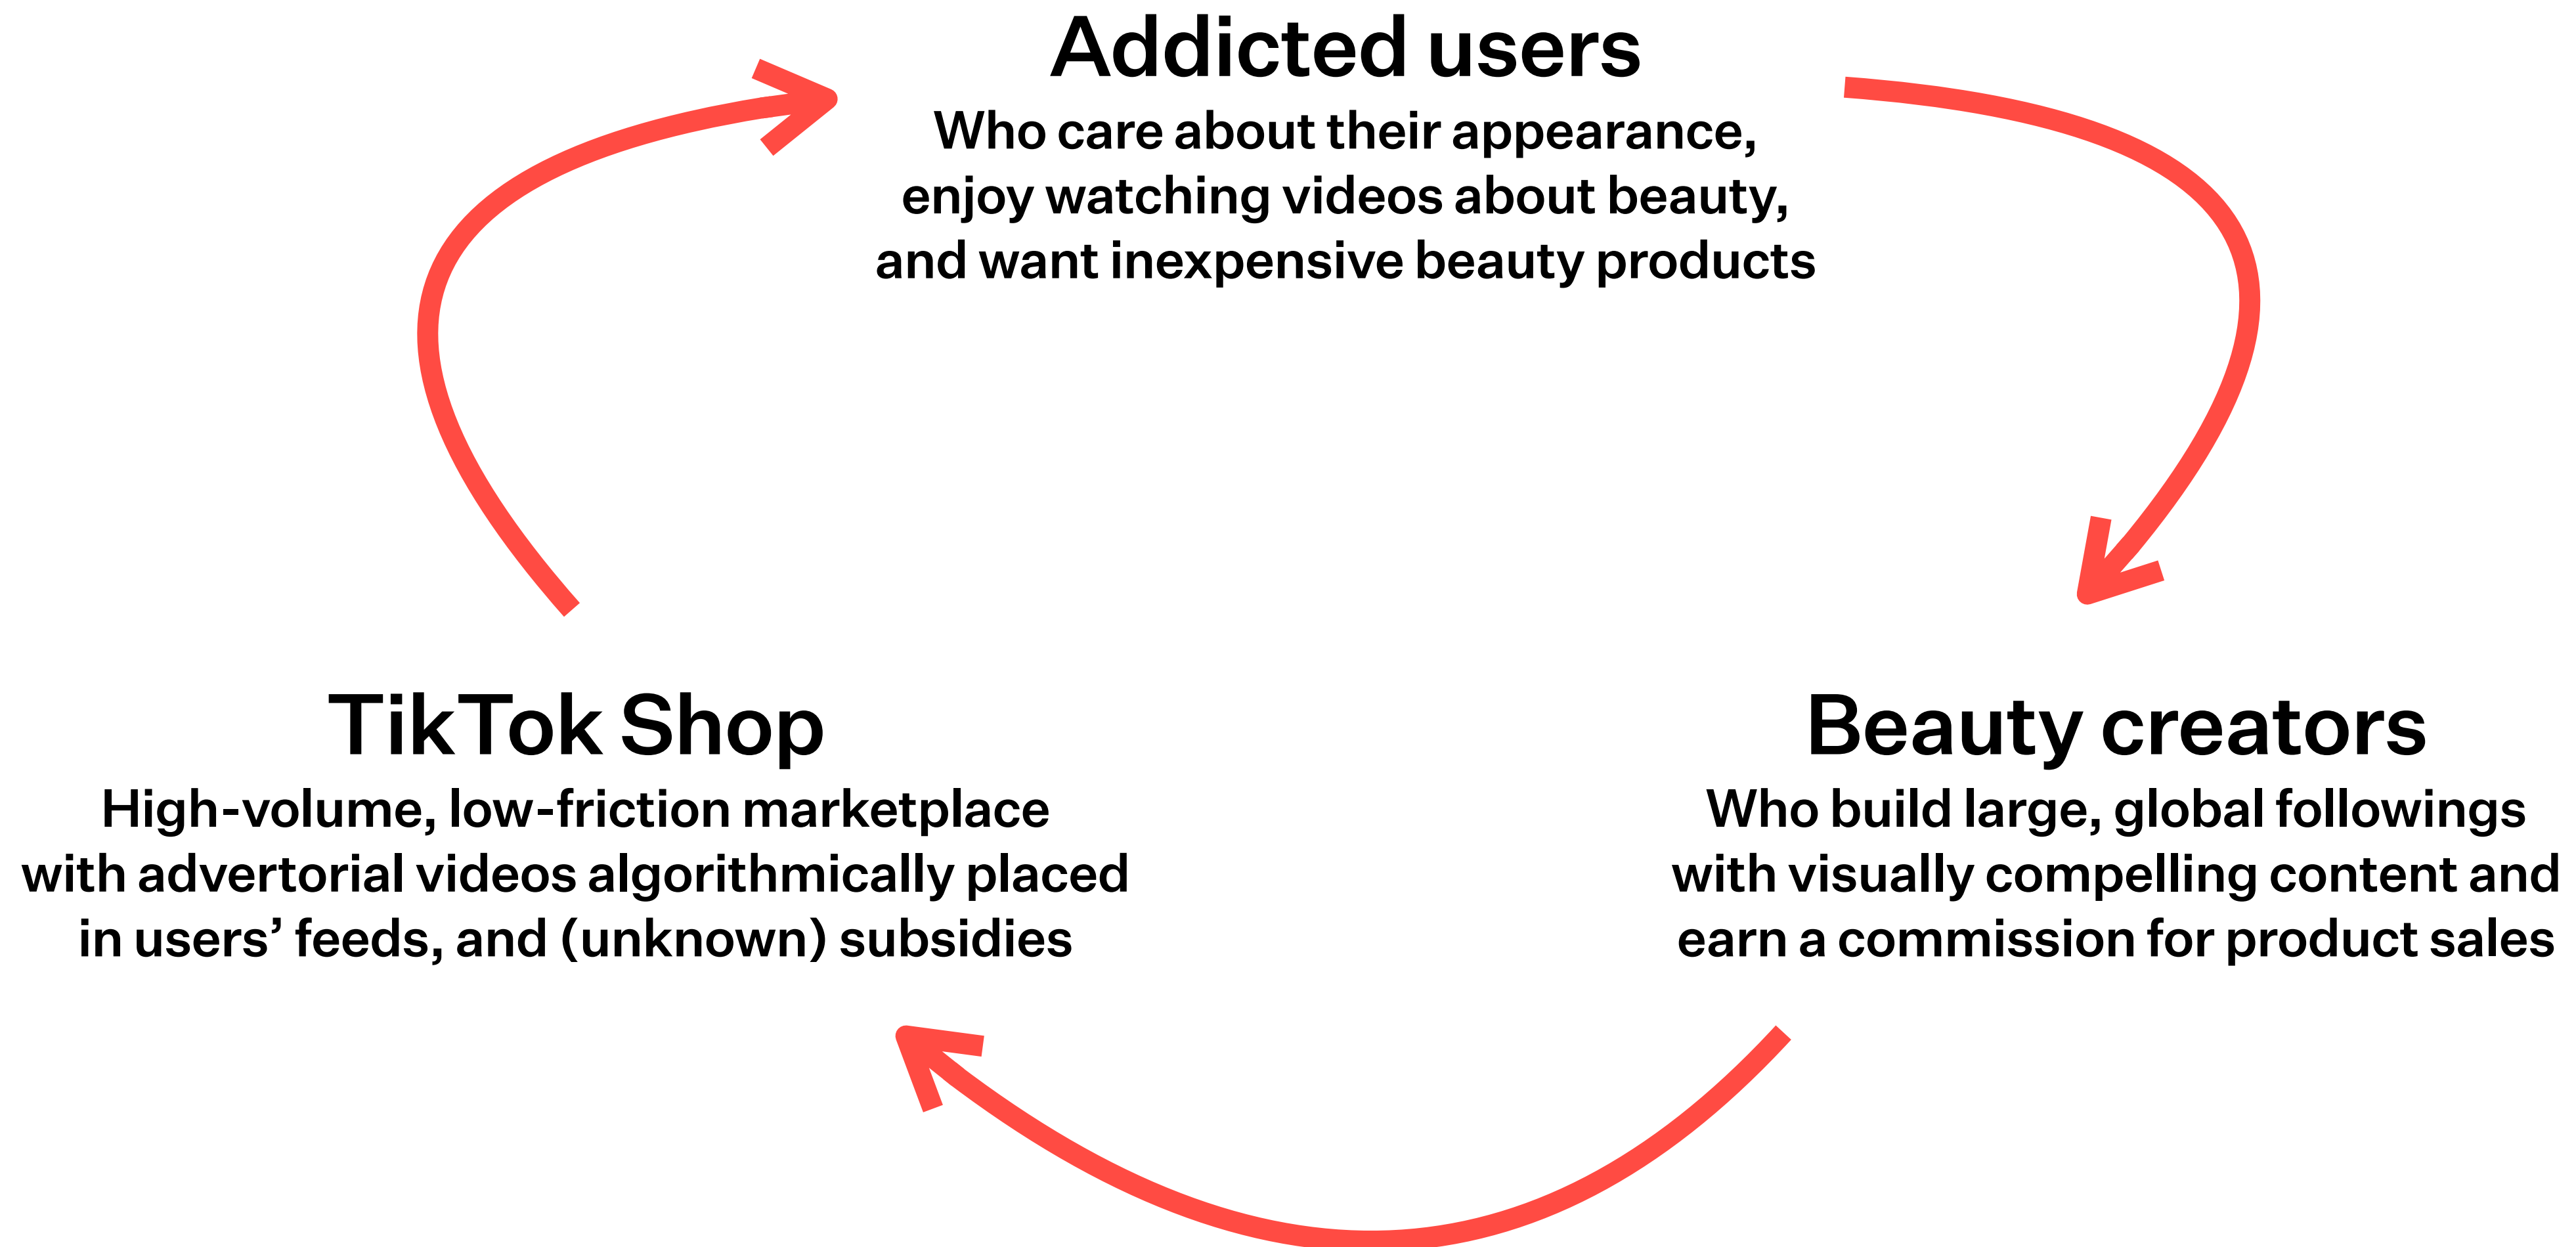 Addicted users
Who care about their appearance,
enjoy watching videos about beauty,
and want inexpensive beauty products
TikTok Shop
High-volume, low-friction marketplace
with advertorial videos algorithmically placed
in users’ feeds, and (unknown) subsidies
Beauty creators
Who build large, global followings
with visually compelling content and
earn a commission for product sales